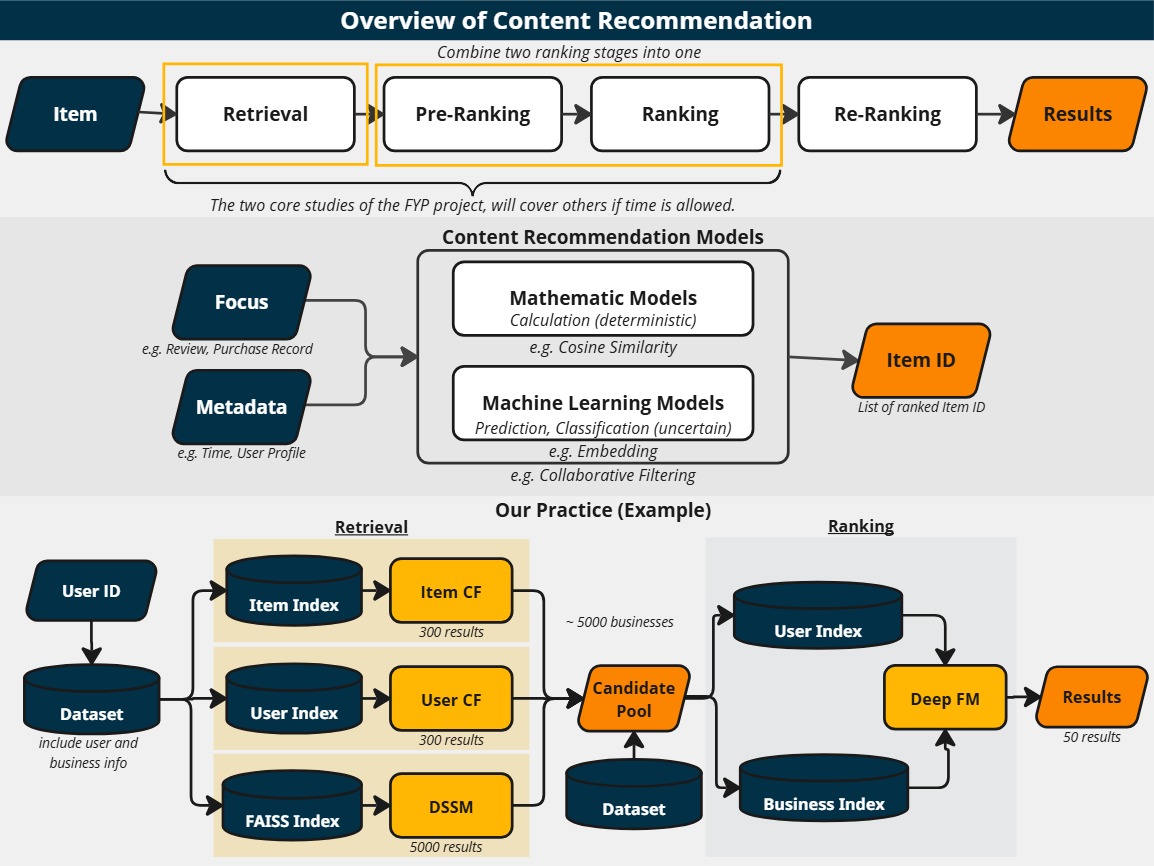 Overview of Content Recommendation
Combine two ranking stages into one
Item
Retrieval
Pre-Ranking
Ranking
Re-Ranking
Results
The two core studies of the FYP project, will cover others if time is allowed.
Content Recommendation Models
Focus
e.g. Review, Purchase Record
Metadata
e.g. Time, User Profile
Mathematic Models
Calculation (deterministic)
e.g. Cosine Similarity
Machine Learning Models
Prediction, Classification (uncertain)
e.g. Embedding
e.g. Collaborative Filtering
Item ID
List of ranked Item ID
Our Practice (Example)
Retrieval
Ranking
User ID
Dataset
include user and
business info
Item Index
Item CF
300 results
User Index
User CF
300 results
FAISS Index
DSSM
5000 results
~ 5000 businesses
Candidate
Pool
Dataset
User Index
Business Index
Deep FM
Results
50 results